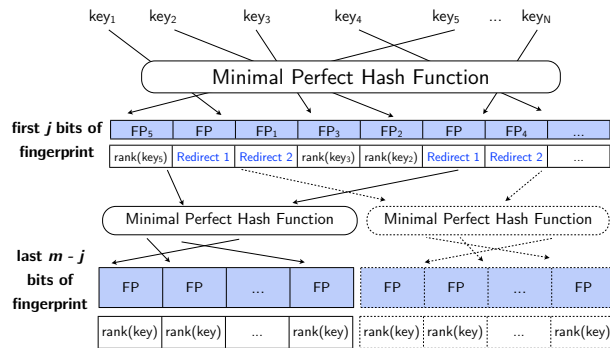 key₁ key₂ key₃ key₄ key₅ ... keyN
Minimal Perfect Hash Function
first j bits of fingerprint
FP₅ FP FP₁ FP₃ FP₂ FP FP₄ ...
rank(key₅) Redirect 1 Redirect 2 rank(key₃) rank(key₂) Redirect 1 Redirect 2 ...
Minimal Perfect Hash Function Minimal Perfect Hash Function
last m - j bits of fingerprint
FP FP ... FP FP FP ... FP
rank(key) rank(key) ... rank(key) rank(key) rank(key) ... rank(key)